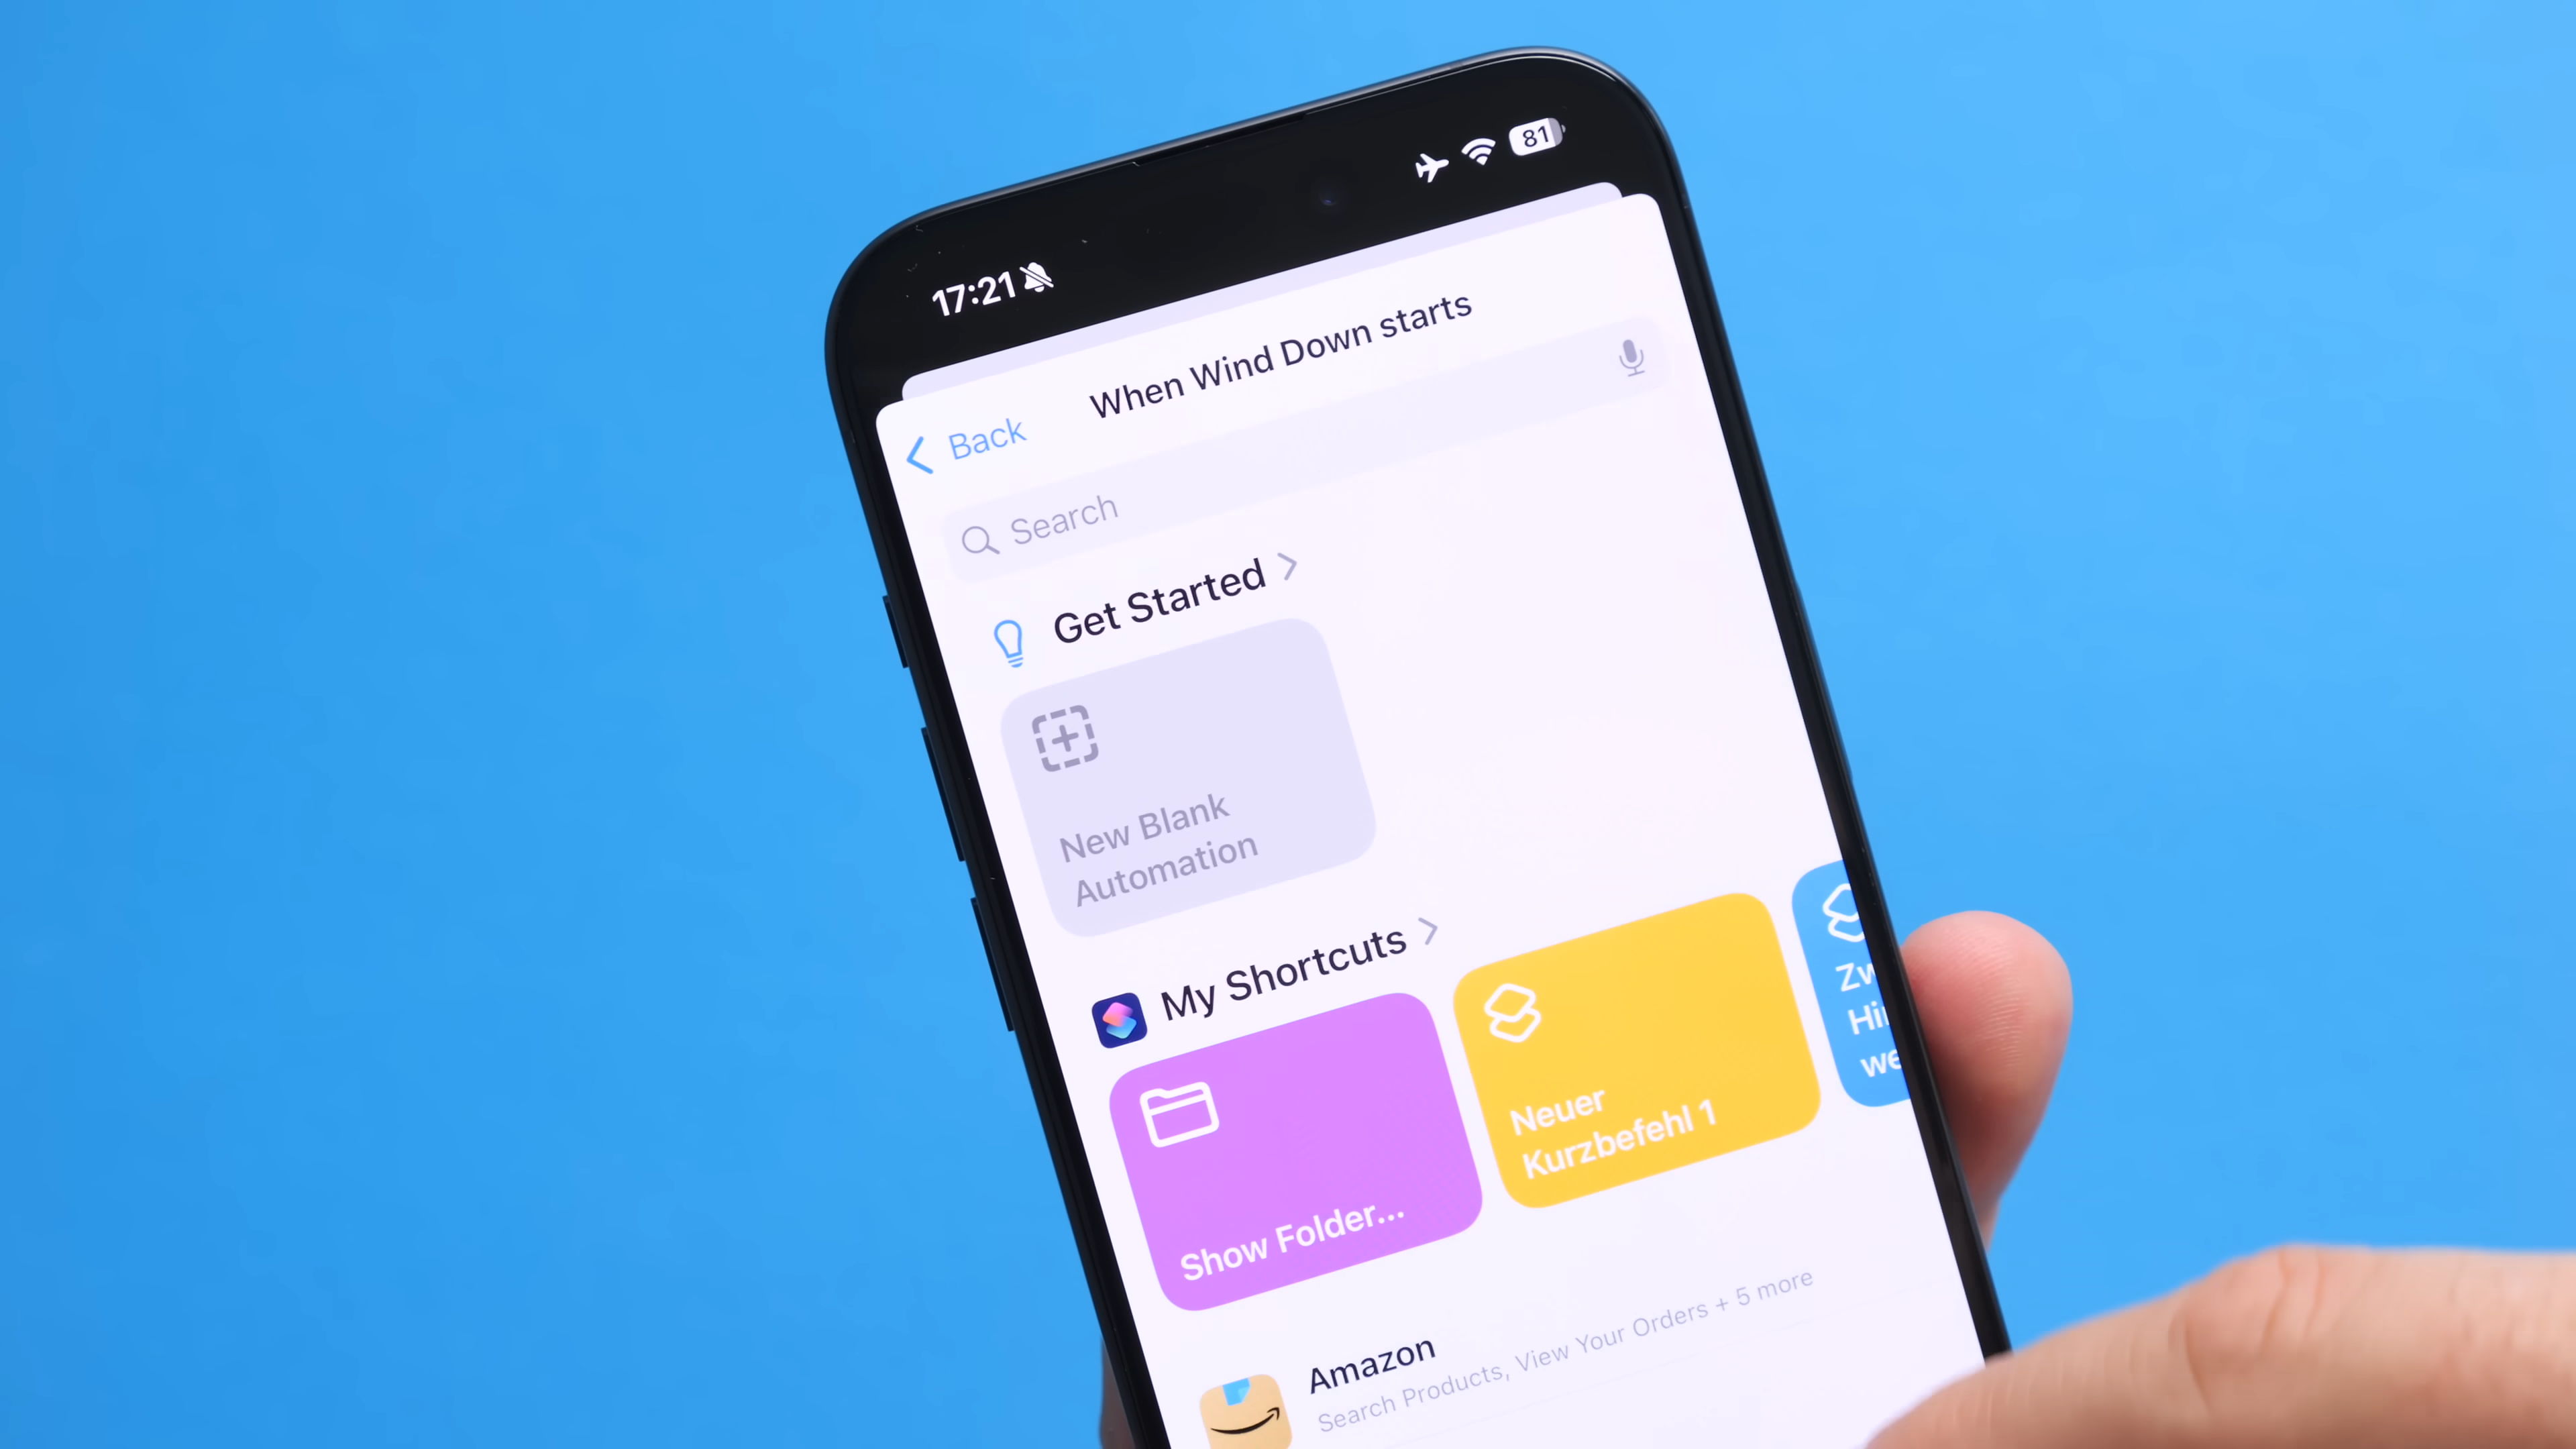 17:21
81
Back
When Wind Down starts
Search
Get Started
New Blank
Automation
My Shortcuts
Show Folder...
Neuer
Kurzbefehl 1
Amazon
Search Products, View Your Orders + 5 more